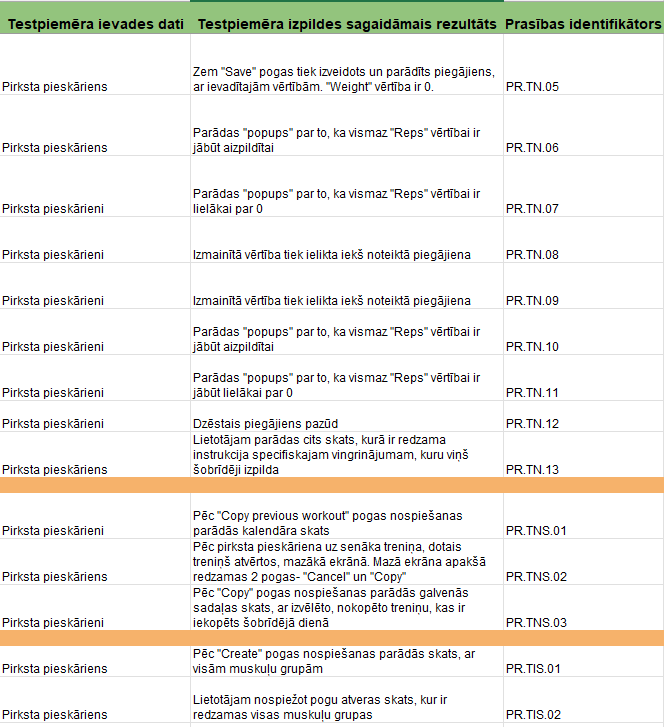 Testpiemēra ievades dati Testpiemēra izpildes sagaidāmais rezultāts Prasības identifikātors
Zem "Save" pogas tiek izveidots un parādīts piegājiens,
ar ievadītajām vērtībām. "Weight" vērtība ir 0.
Pirksta pieskāriens PR.TN.05
Parādas "popups" par to, ka vismaz "Reps" vērtībai ir
jābūt aizpildītai
Pirksta pieskāriens PR.TN.06
Parādas "popups" par to, ka vismaz "Reps" vērtībai ir
lielākai par 0
Pirksta pieskārieni PR.TN.07
Pirksta pieskārieni Izmainītā vērtība tiek ielikta iekš noteiktā piegājiena PR.TN.08
Pirksta pieskārieni Izmainītā vērtība tiek ielikta iekš noteiktā piegājiena PR.TN.09
Parādas "popups" par to, ka vismaz "Reps" vērtībai ir
Pirksta pieskārieni jābūt aizpildītai PR.TN.10
Parādas "popups" par to, ka vismaz "Reps" vērtībai ir
Pirksta pieskārieni jābūt lielākai par 0 PR.TN.11
Pirksta pieskārieni Dzēstais piegājiens pazūd PR.TN.12
Lietotājam parādas cits skats, kurā ir redzama
instrukcija specifiskajam vingrinājumam, kuru viņš
Pirksta pieskāriens šobrīdēji izpilda PR.TN.13
Pēc "Copy previous workout" pogas nospiešanas
Pirksta pieskārieni parādās kalendāra skats PR.TNS.01
Pēc pirksta pieskāriena uz senāka treniņa, dotais
treniņš atvērtos, mazākā ekrānā. Mazā ekrāna apakšā
Pirksta pieskāriens redzamas 2 pogas- "Cancel" un "Copy" PR.TNS.02
Pēc "Copy" pogas nospiešanas parādās galvenās
sadaļas skats, ar izvēlēto, nokopēto treniņu, kas ir
Pirksta pieskārieni iekopēts šobrīdējā dienā PR.TNS.03
Pēc "Create" pogas nospiešanas parādās skats, ar
Pirksta pieskāriens visām muskuļu grupām PR.TIS.01
Lietotājam nospiežot pogu atveras skats, kur ir
Pirksta pieskāriens redzamas visas muskuļu grupas PR.TIS.02